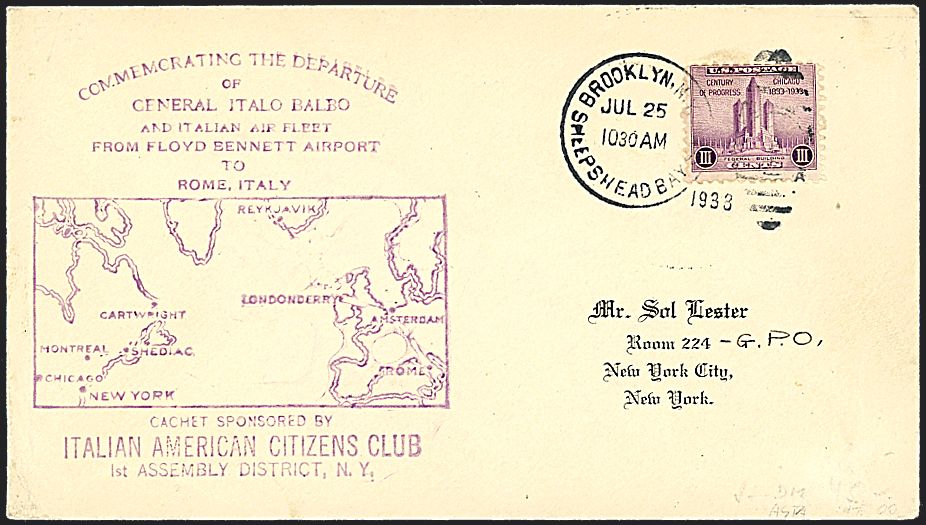 COMMEMORATING THE DEPARTURE
OF
GENERAL ITALO BALBO
AND ITALIAN AIR FLEET
FROM FLOYD BENNETT AIRPORT
TO
ROME, ITALY
REYKJAVIK
LONDONDERRY
CARTWRIGHT
AMSTERDAM
MONTREAL
SHEDIAC
CHICAGO
ROME
NEW YORK
CACHET SPONSORED BY
ITALIAN AMERICAN CITIZENS CLUB
1st ASSEMBLY DISTRICT, N. Y.
BROOKLYN, N.
JUL 25
1030 AM
SHEEPSHEAD BAY
1933
U.S. POSTAGE
CENTURY OF PROGRESS
CHICAGO 1833-1933
FEDERAL BUILDING
III III
CENTS
Mr. Sol Lester
Room 224 - G.P.O.
New York City,
New York.